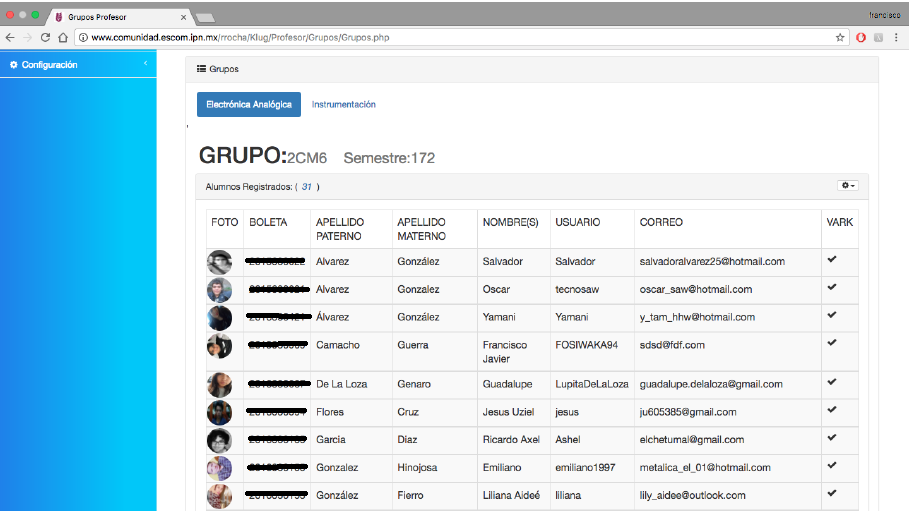 Grupos Profesor
francisco
www.comunidad.escom.ipn.mx/rrocha/Klug/Profesor/Grupos/Grupos.php
Configuración
Grupos
Electrónica Analógica Instrumentación
GRUPO:2CM6 Semestre:172
Alumnos Registrados: ( 31 )
FOTO BOLETA APELLIDO PATERNO APELLIDO MATERNO NOMBRE(S) USUARIO CORREO VARK
Alvarez González Salvador Salvador salvadoralvarez25@hotmail.com
Alvarez Gonzalez Oscar tecnosaw oscar_saw@hotmail.com
Álvarez González Yamani Yamani y_tam_hhw@hotmail.com
Camacho Guerra Francisco Javier FOSIWAKA94 sdsd@fdf.com
De La Loza Genaro Guadalupe LupitaDeLaLoza guadalupe.delaloza@gmail.com
Flores Cruz Jesus Uziel jesus ju605385@gmail.com
Garcia Diaz Ricardo Axel Ashel elchetumal@gmail.com
Gonzalez Hinojosa Emiliano emiliano1997 metalica_el_01@hotmail.com
González Fierro Liliana Aideé liliana lily_aidee@outlook.com